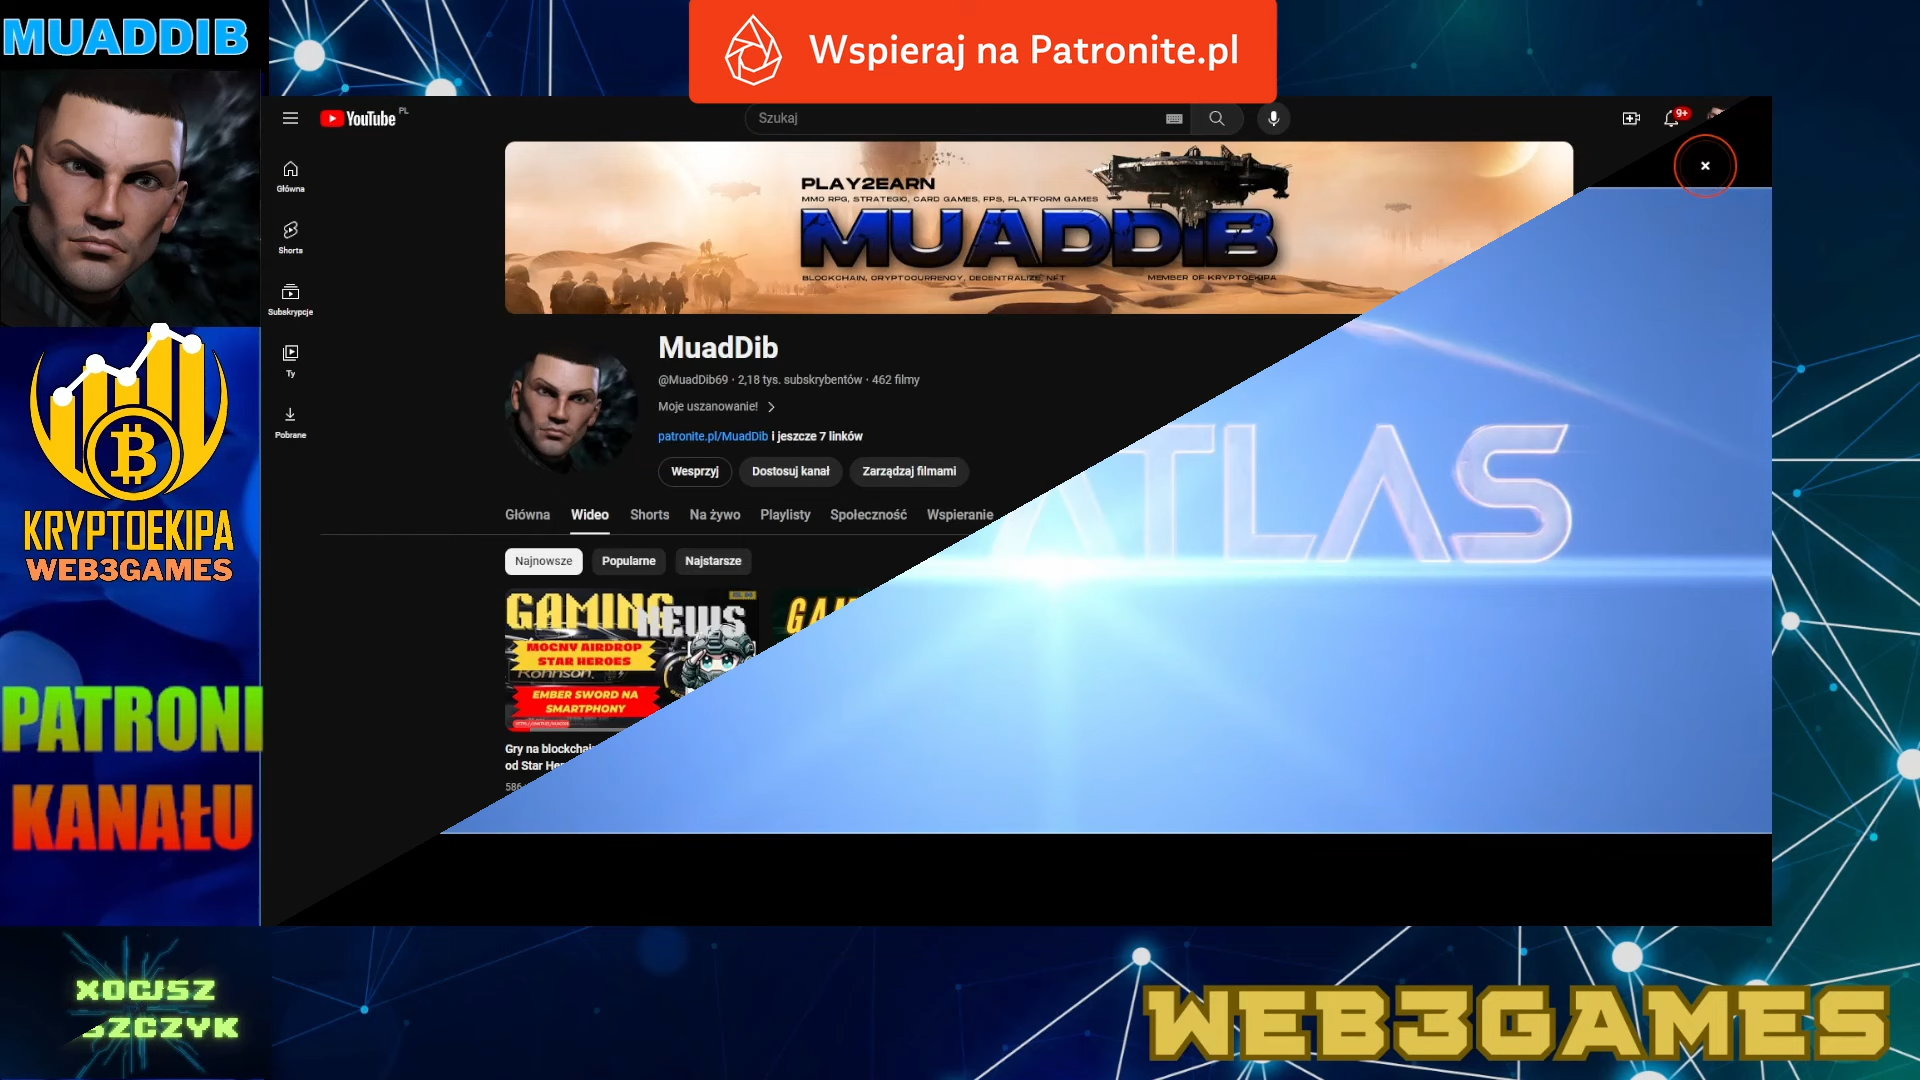 MUADDIB
Wspieraj na Patronite.pl
YouTube PL
Szukaj
9+
Główna
Shorts
Subskrypcje
Ty
Pobrane
PLAY2EARN
MMO RPG, STRATEGIC, CARD GAMES, FPS, PLATFORM GAMES
MUADDIB
BLOCKCHAIN, CRYPTOCURRENCY, DECENTRALIZE, NFT
MEMBER OF KRYPTOEKIPA
MuadDib
@MuadDib69 · 2,18 tys. subskrybentów · 462 filmy
Moje uszanowanie!
patronite.pl/MuadDib i jeszcze 7 linków
Wesprzyj
Dostosuj kanał
Zarządzaj filmami
Główna Wideo Shorts Na żywo Playlisty Społeczność Wspieranie
Najnowsze Popularne Najstarsze
GAMING
NEWS
MOCNY AIRDROP
STAR HEROES
EMBER SWORD NA
SMARTPHONY
Gry na blockchai
od Star He
586
ATLAS
KRYPTOEKIPA
WEB3GAMES
PATRONI
KANAŁU
SZCZYK
WEB3GAMES